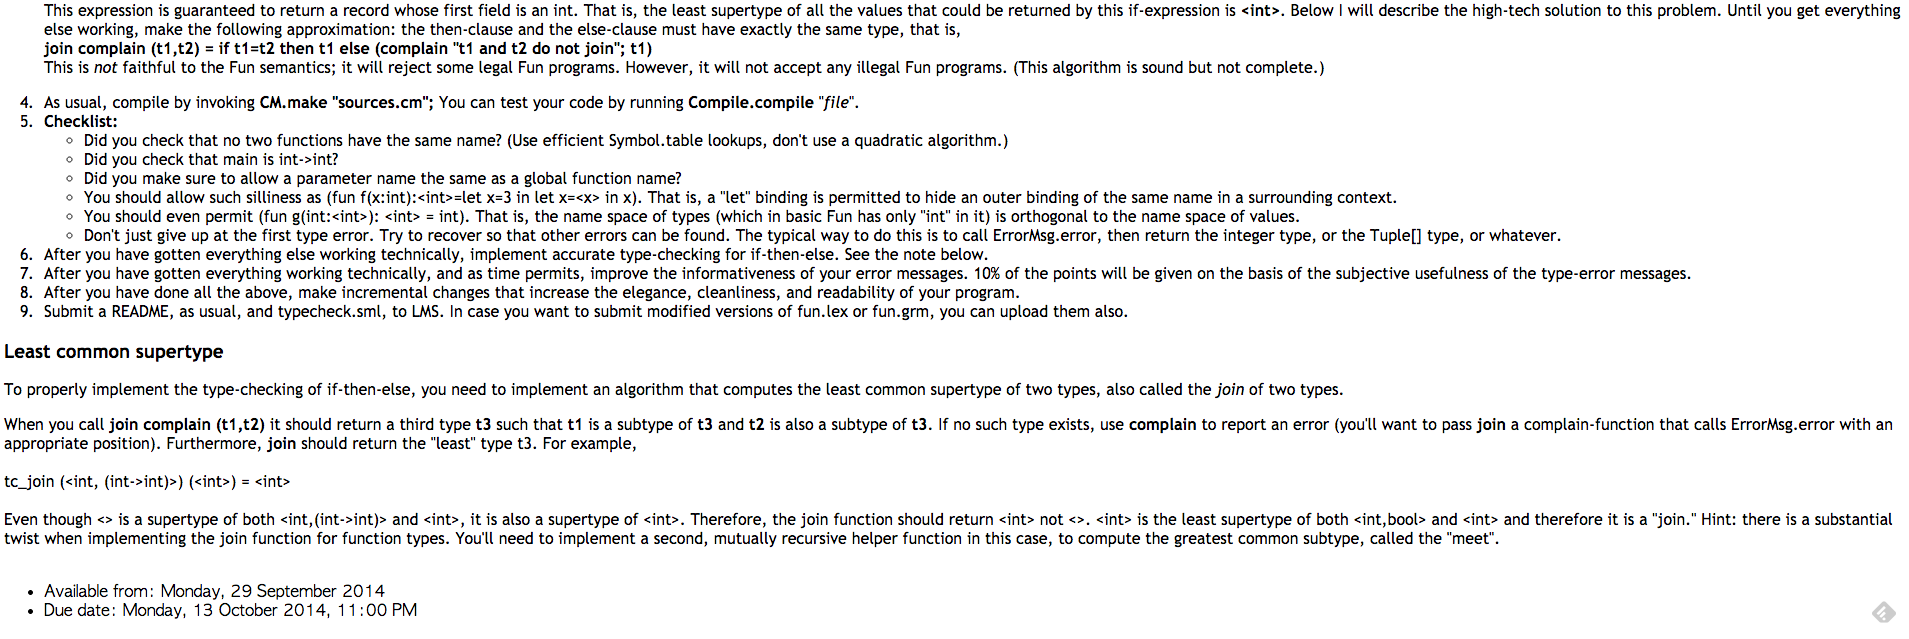 This expression is guaranteed to return a record whose first field is an int. That is, the least supertype of all the values that could be returned by this if-expression is <int>. Below I will describe the high-tech solution to this problem. Until you get everything
else working, make the following approximation: the then-clause and the else-clause must have exactly the same type, that is,
join complain (t1,t2) = if t1=t2 then t1 else (complain "t1 and t2 do not join"; t1)
This is not faithful to the Fun semantics; it will reject some legal Fun programs. However, it will not accept any illegal Fun programs. (This algorithm is sound but not complete.)
4. As usual, compile by invoking CM.make "sources.cm"; You can test your code by running Compile.compile "file".
5. Checklist:
◦ Did you check that no two functions have the same name? (Use efficient Symbol.table lookups, don't use a quadratic algorithm.)
◦ Did you check that main is int->int?
◦ Did you make sure to allow a parameter name the same as a global function name?
◦ You should allow such silliness as (fun f(x:int):<int>=let x=3 in let x=<x> in x). That is, a "let" binding is permitted to hide an outer binding of the same name in a surrounding context.
◦ You should even permit (fun g(int:<int>): <int> = int). That is, the name space of types (which in basic Fun has only "int" in it) is orthogonal to the name space of values.
◦ Don't just give up at the first type error. Try to recover so that other errors can be found. The typical way to do this is to call ErrorMsg.error, then return the integer type, or the Tuple[] type, or whatever.
6. After you have gotten everything else working technically, implement accurate type-checking for if-then-else. See the note below.
7. After you have gotten everything working technically, and as time permits, improve the informativeness of your error messages. 10% of the points will be given on the basis of the subjective usefulness of the type-error messages.
8. After you have done all the above, make incremental changes that increase the elegance, cleanliness, and readability of your program.
9. Submit a README, as usual, and typecheck.sml, to LMS. In case you want to submit modified versions of fun.lex or fun.grm, you can upload them also.
Least common supertype
To properly implement the type-checking of if-then-else, you need to implement an algorithm that computes the least common supertype of two types, also called the join of two types.
When you call join complain (t1,t2) it should return a third type t3 such that t1 is a subtype of t3 and t2 is also a subtype of t3. If no such type exists, use complain to report an error (you'll want to pass join a complain-function that calls ErrorMsg.error with an
appropriate position). Furthermore, join should return the "least" type t3. For example,
tc_join (<int, (int->int)>) (<int>) = <int>
Even though <> is a supertype of both <int,(int->int)> and <int>, it is also a supertype of <int>. Therefore, the join function should return <int> not <>. <int> is the least supertype of both <int,bool> and <int> and therefore it is a "join." Hint: there is a substantial
twist when implementing the join function for function types. You'll need to implement a second, mutually recursive helper function in this case, to compute the greatest common subtype, called the "meet".
• Available from: Monday, 29 September 2014
• Due date: Monday, 13 October 2014, 11:00 PM